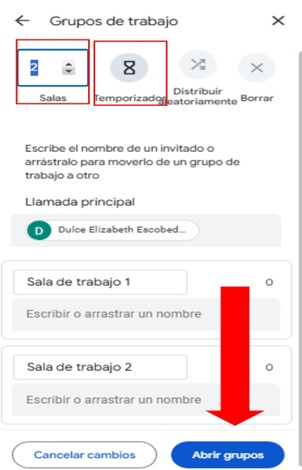 Grupos de trabajo
2
Salas
Temporizador
Distribuir
aleatoriamente
Borrar
Escribe el nombre de un invitado o
arrástralo para moverlo de un grupo de
trabajo a otro
Llamada principal
D Dulce Elizabeth Escobed...
Sala de trabajo 1 0
Escribir o arrastrar un nombre
Sala de trabajo 2 0
Escribir o arrastrar un nombre
Cancelar cambios Abrir grupos